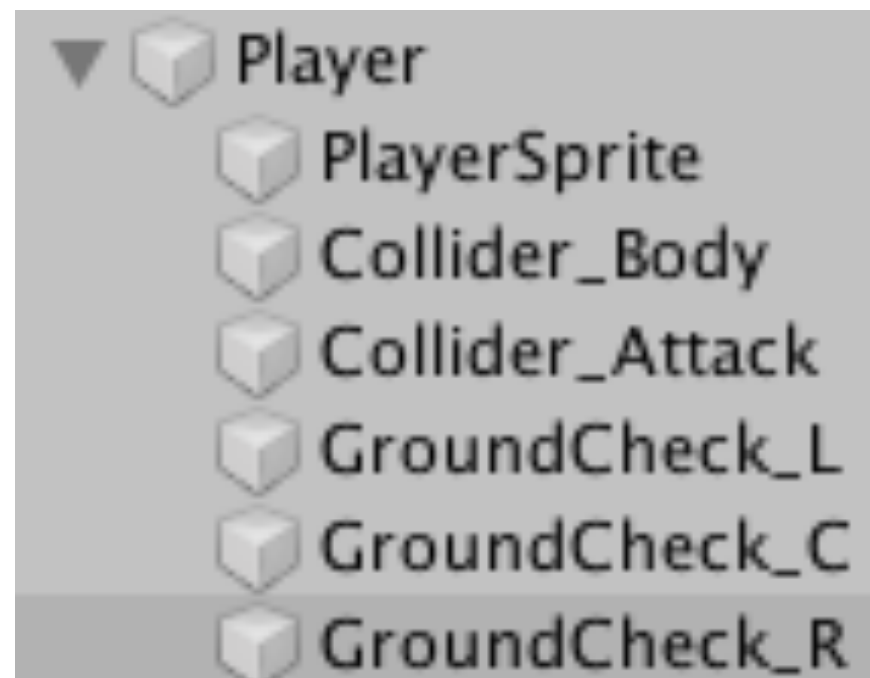 Player
PlayerSprite
Collider_Body
Collider_Attack
GroundCheck_L
GroundCheck_C
GroundCheck_R